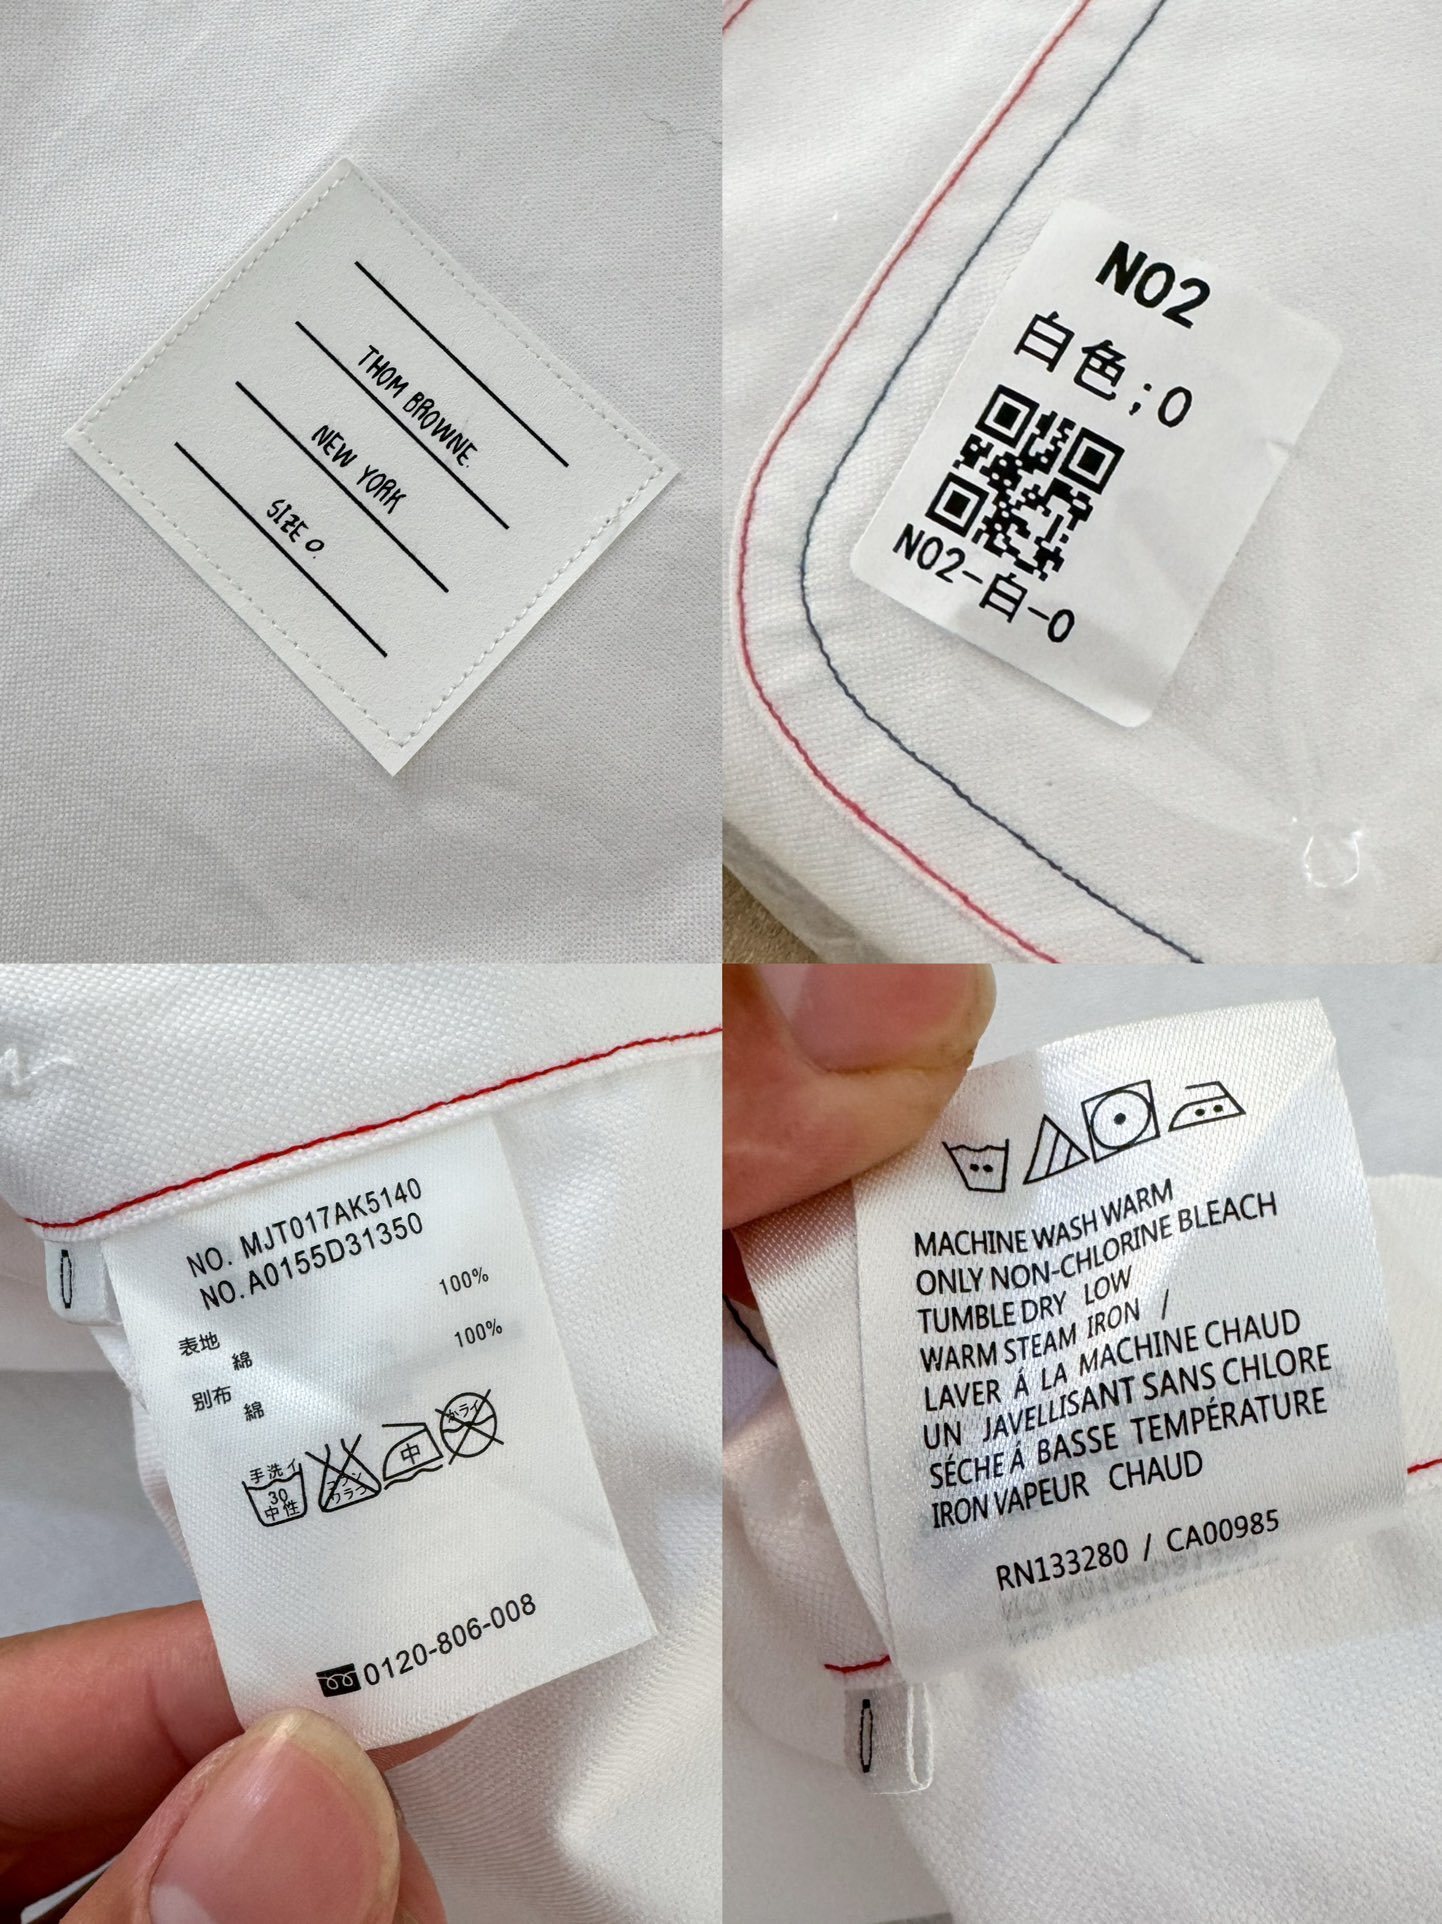 THOM BROWNE.
NEW YORK
SIZE 0.
N02
白色;0
N02-白-0
NO. MJT017AK5140
NO. A0155D31350
100%
表地
綿
100%
別布
綿
手洗イ
30
中性
中
0120-806-008
0
MACHINE WASH WARM
ONLY NON-CHLORINE BLEACH
TUMBLE DRY LOW
WARM STEAM IRON /
LAVER Á LA MACHINE CHAUD
UN JAVELLISANT SANS CHLORE
SÉCHE À BASSE TEMPÉRATURE
IRON VAPEUR CHAUD
RN133280 / CA00985
0